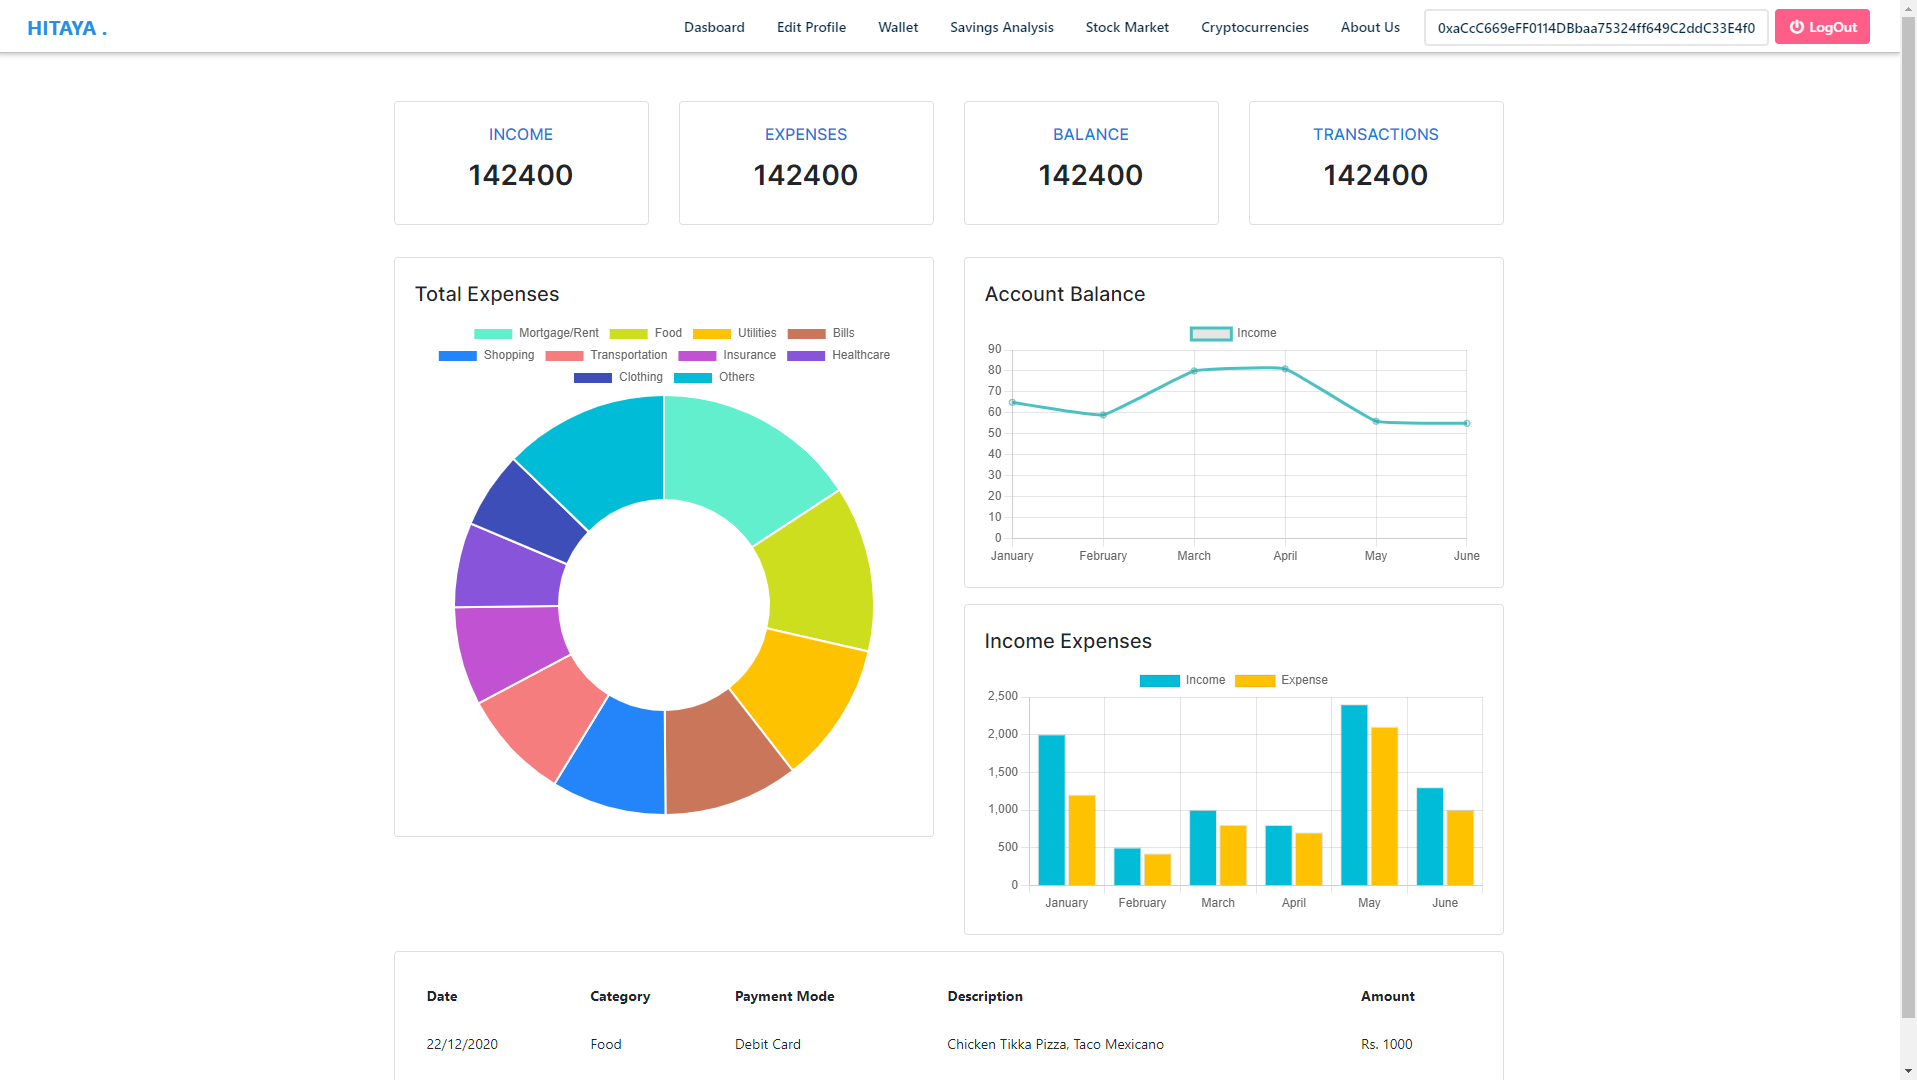 HITAYA .
Dasboard Edit Profile Wallet Savings Analysis Stock Market Cryptocurrencies About Us 0xaCcC669eFF0114DBbaa75324ff649C2ddC33E4f0 LogOut
INCOME
142400
EXPENSES
142400
BALANCE
142400
TRANSACTIONS
142400
Total Expenses
Mortgage/Rent Food Utilities Bills
Shopping Transportation Insurance Healthcare
Clothing Others
Account Balance
Income
90
80
70
60
50
40
30
20
10
0
January February March April May June
Income Expenses
Income Expense
2,500
2,000
1,500
1,000
500
0
January February March April May June
Date Category Payment Mode Description Amount
22/12/2020 Food Debit Card Chicken Tikka Pizza, Taco Mexicano Rs. 1000